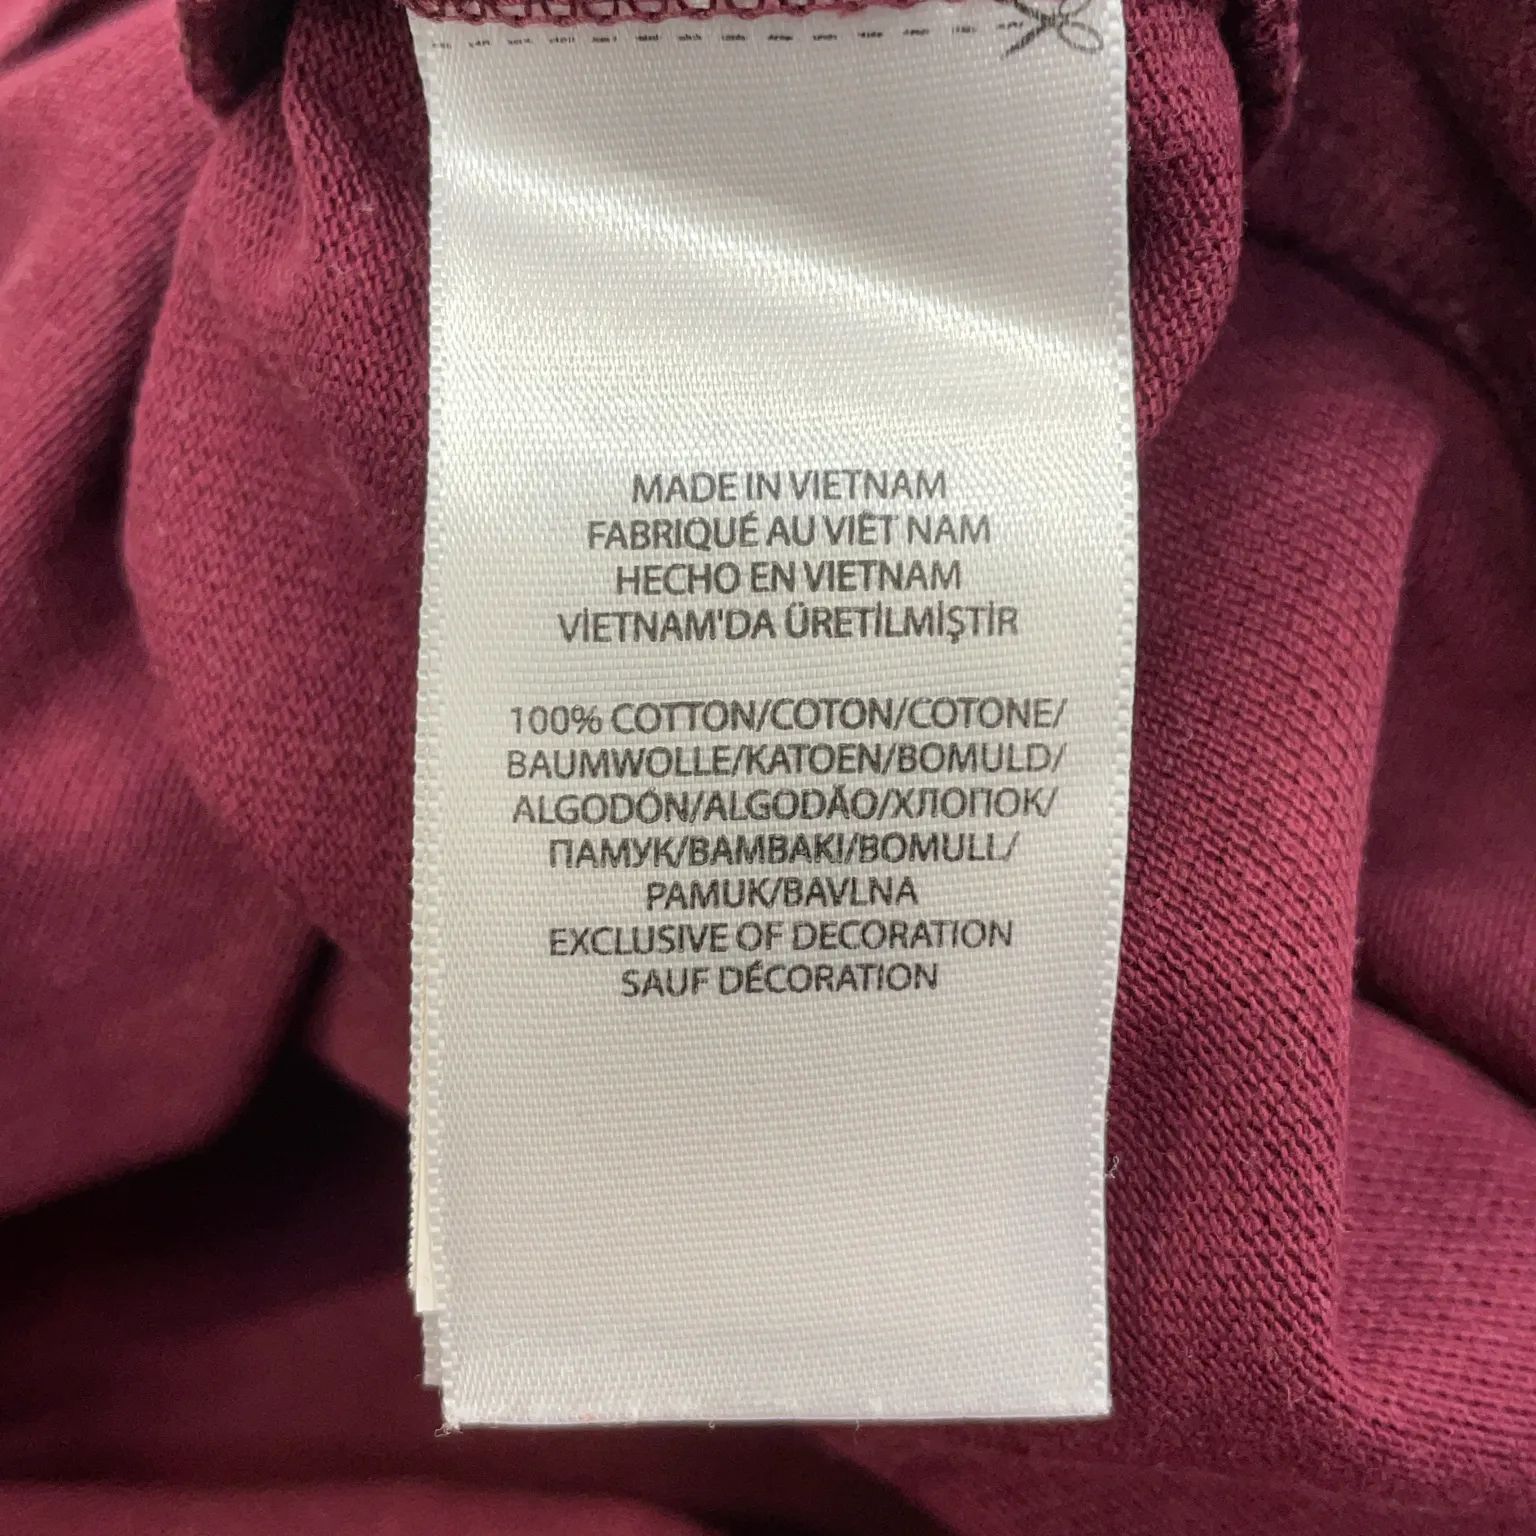 MADE IN VIETNAM
FABRIQUÉ AU VIÊT NAM
HECHO EN VIETNAM
VİETNAM'DA ÜRETİLMİŞTİR
100% COTTON/COTON/COTONE/
BAUMWOLLE/KATOEN/BOMULD/
ALGODÓN/ALGODÃO/ХЛОПОК/
ПАМУК/BAMBAKI/BOMULL/
PAMUK/BAVLNA
EXCLUSIVE OF DECORATION
SAUF DÉCORATION